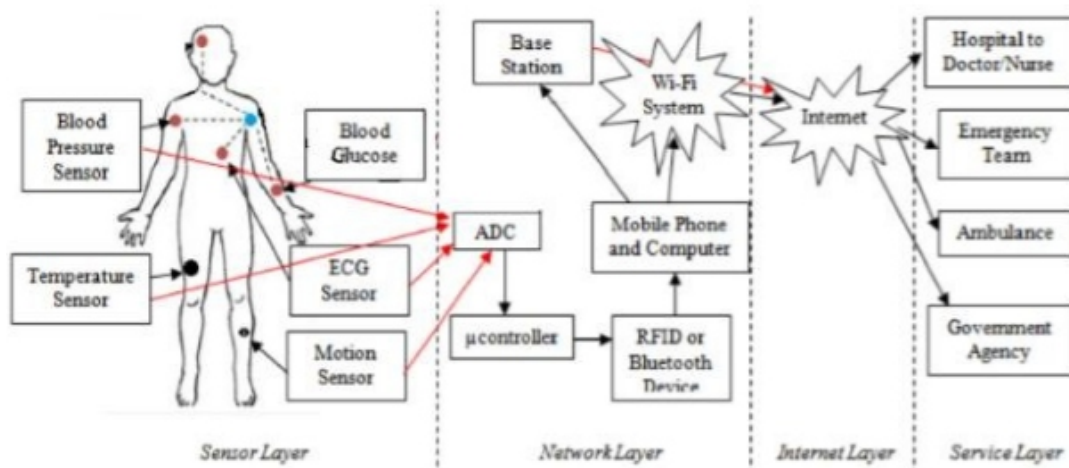 Blood
Pressure
Sensor
Blood
Glucose
Temperature
Sensor
ECG
Sensor
Motion
Sensor
Sensor Layer
Base
Station
Wi-Fi
System
ADC
Mobile Phone
and Computer
µcontroller
RFID or
Bluetooth
Device
Network Layer
Internet
Internet Layer
Hospital to
Doctor/Nurse
Emergency
Team
Ambulance
Government
Agency
Service Layer